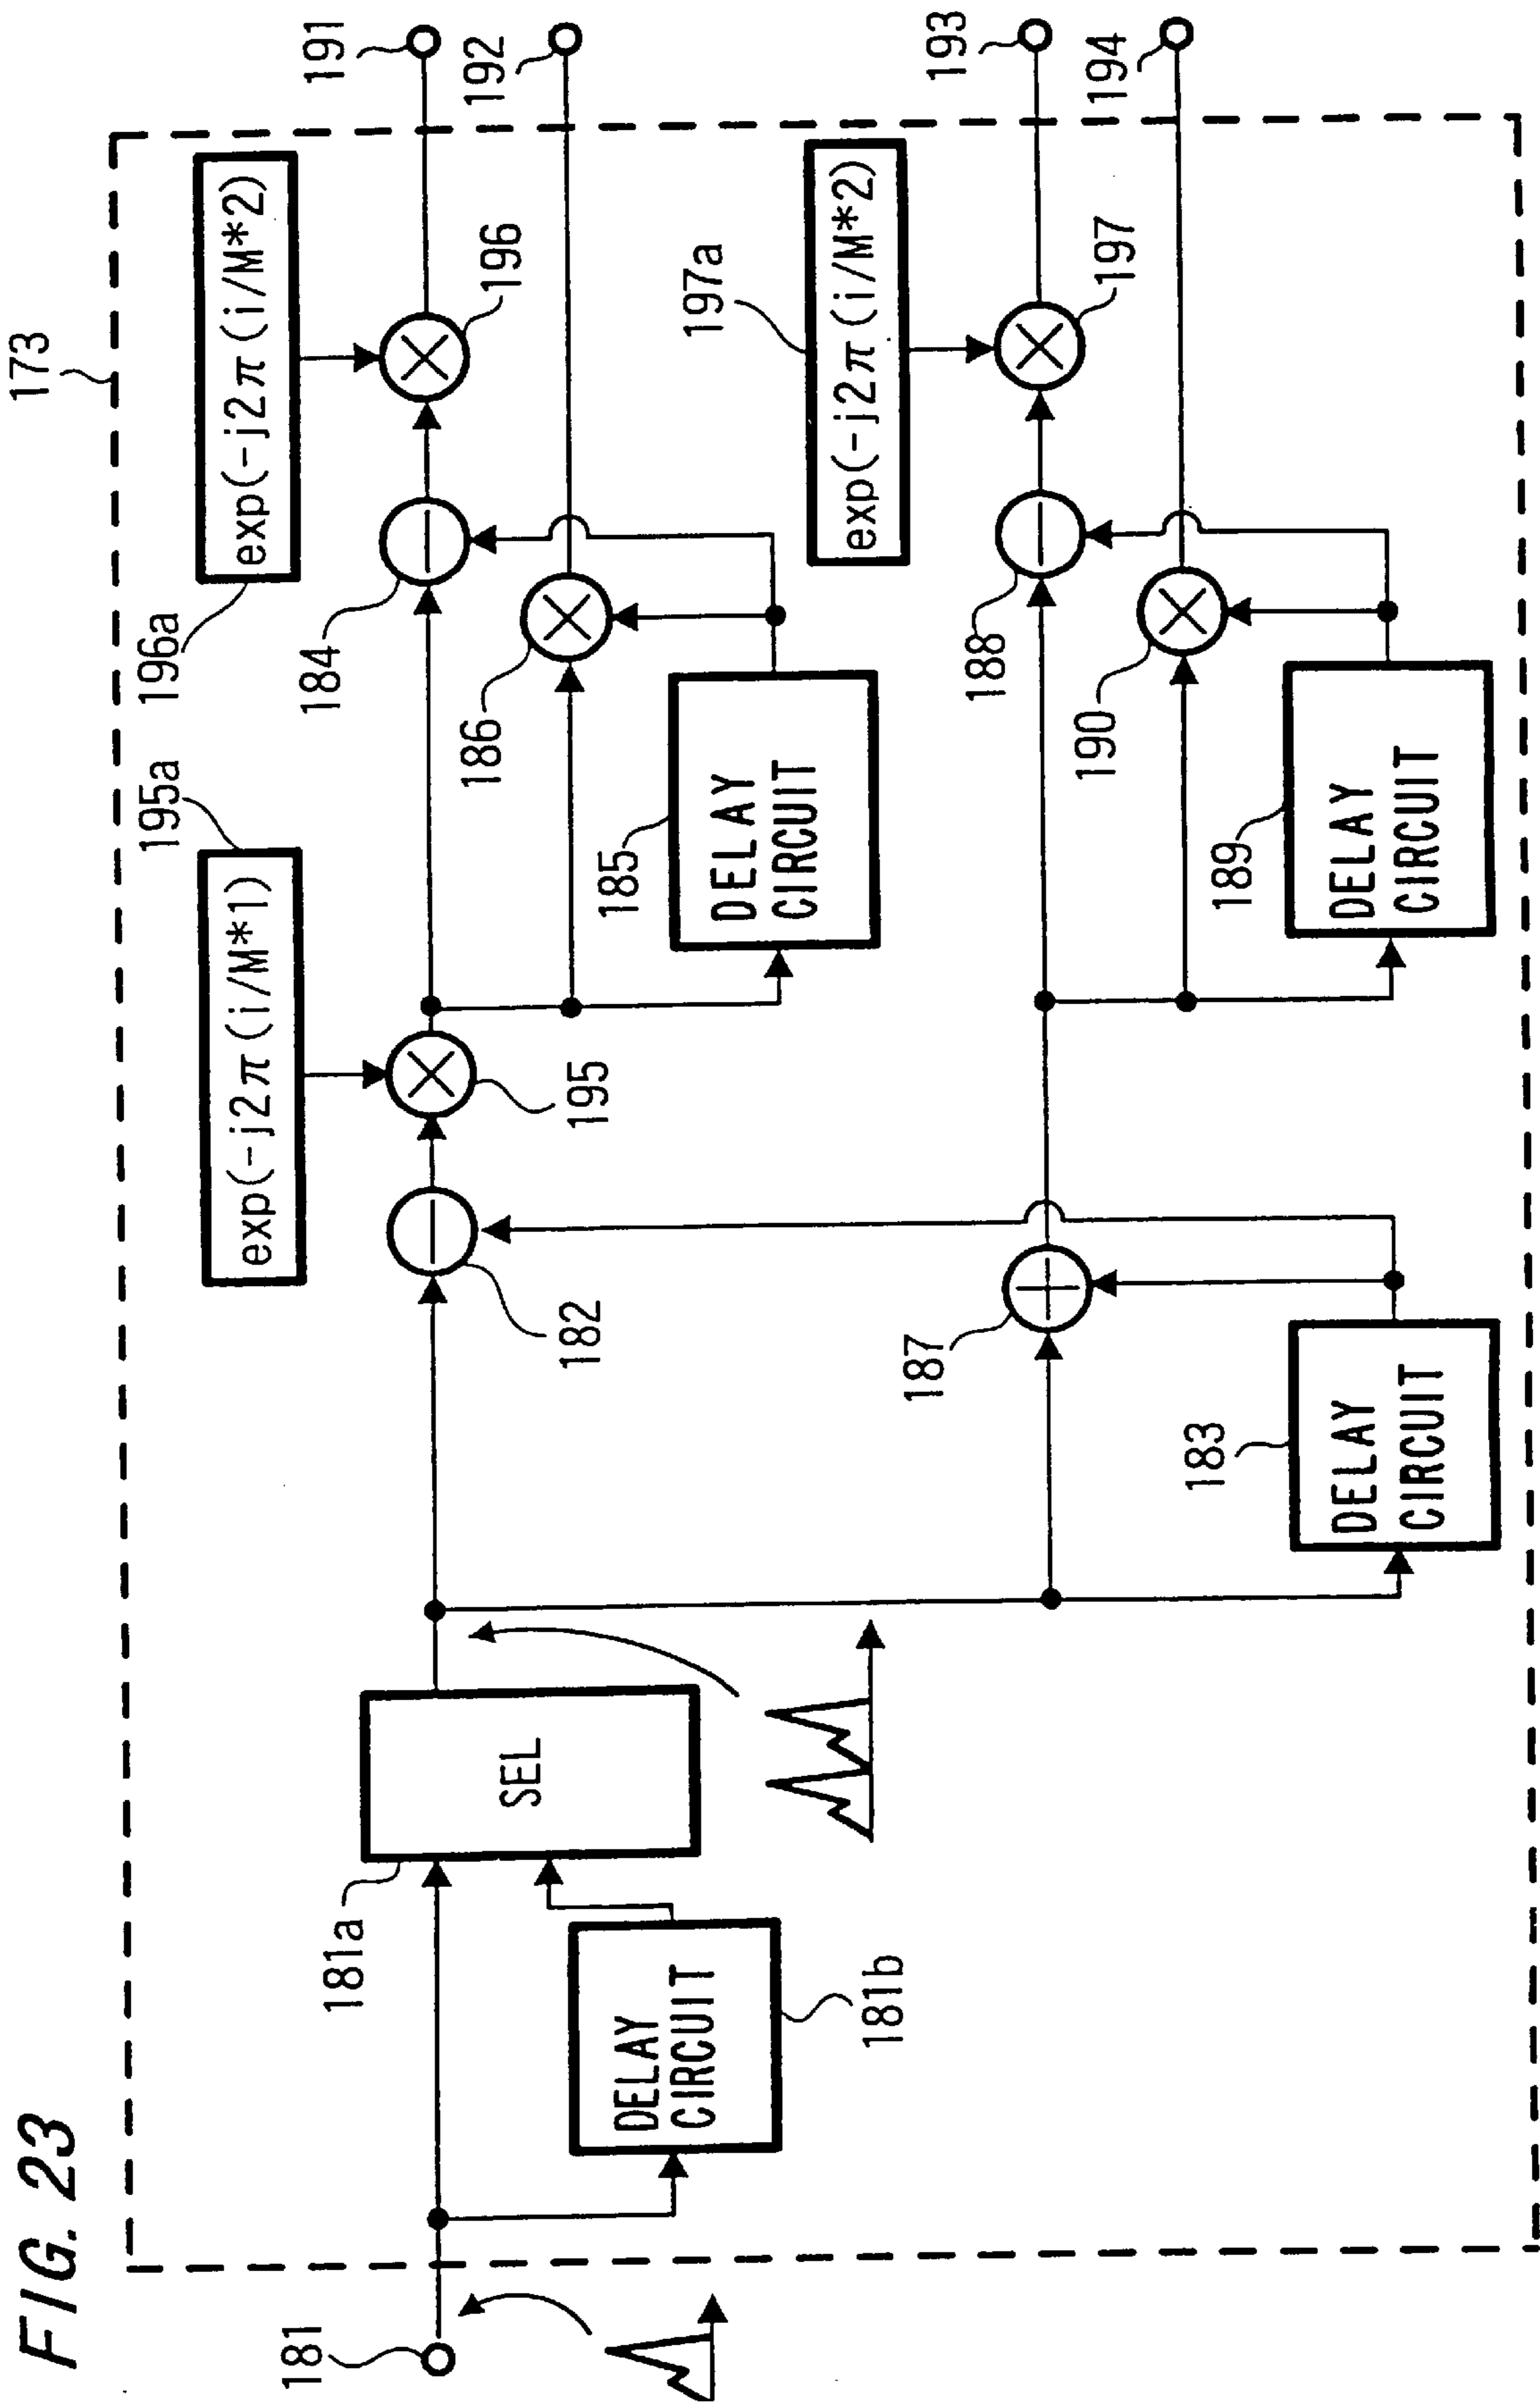 FIG. 23
173
181
181a
SEL
DELAY
CIRCUIT
181b
182
exp(-j2π(i/M*1)
195a
195
184
exp(-j2π(i/M*2)
196a
196
191
192
186
185
DELAY
CIRCUIT
187
183
DELAY
CIRCUIT
188
exp(-j2π(i/M*2)
197a
197
193
194
190
189
DELAY
CIRCUIT